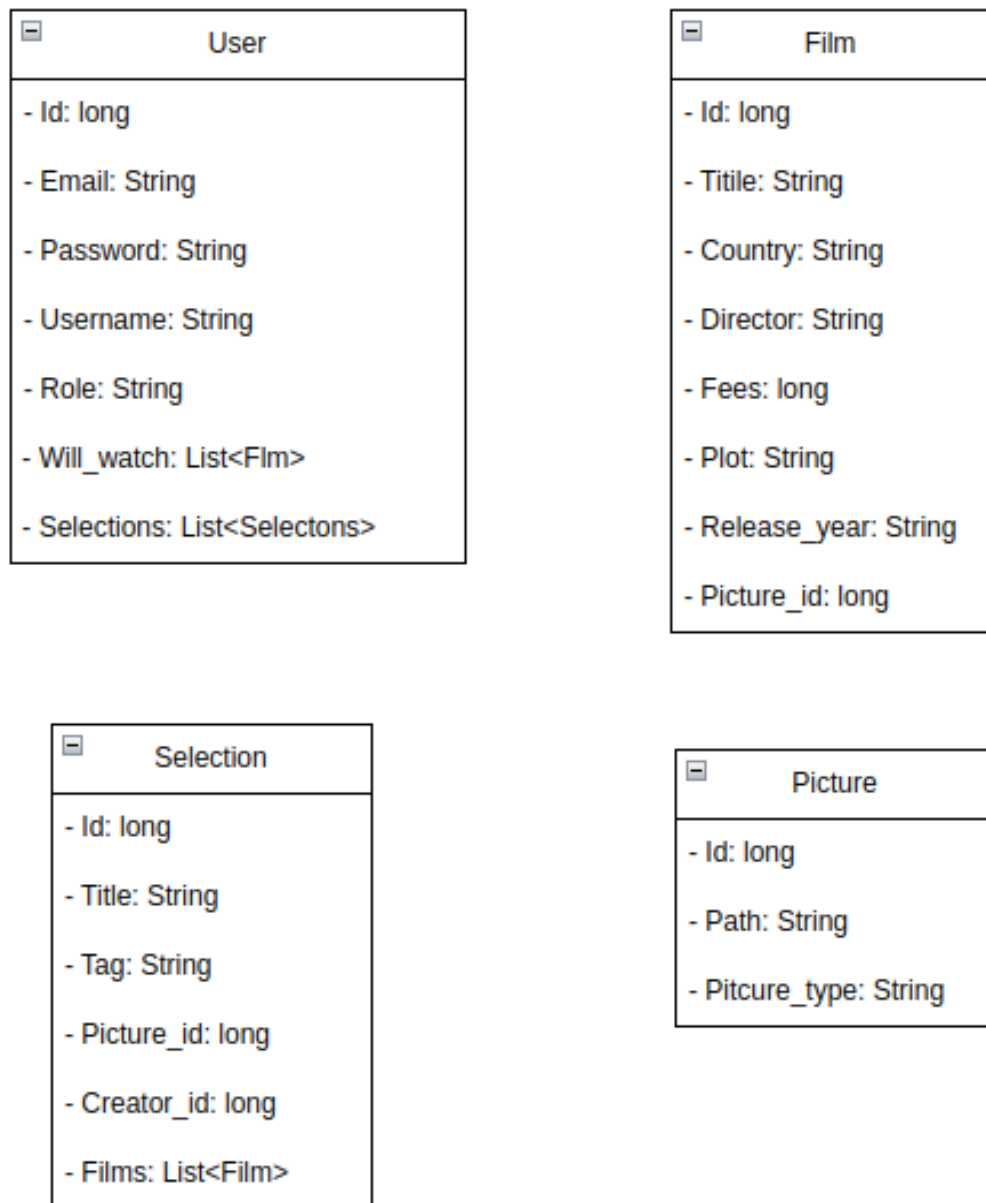 User
- Id: long
- Email: String
- Password: String
- Username: String
- Role: String
- Will_watch: List<Flm>
- Selections: List<Selectons>
Film
- Id: long
- Titile: String
- Country: String
- Director: String
- Fees: long
- Plot: String
- Release_year: String
- Picture_id: long
Selection
- Id: long
- Title: String
- Tag: String
- Picture_id: long
- Creator_id: long
- Films: List<Film>
Picture
- Id: long
- Path: String
- Pitcure_type: String